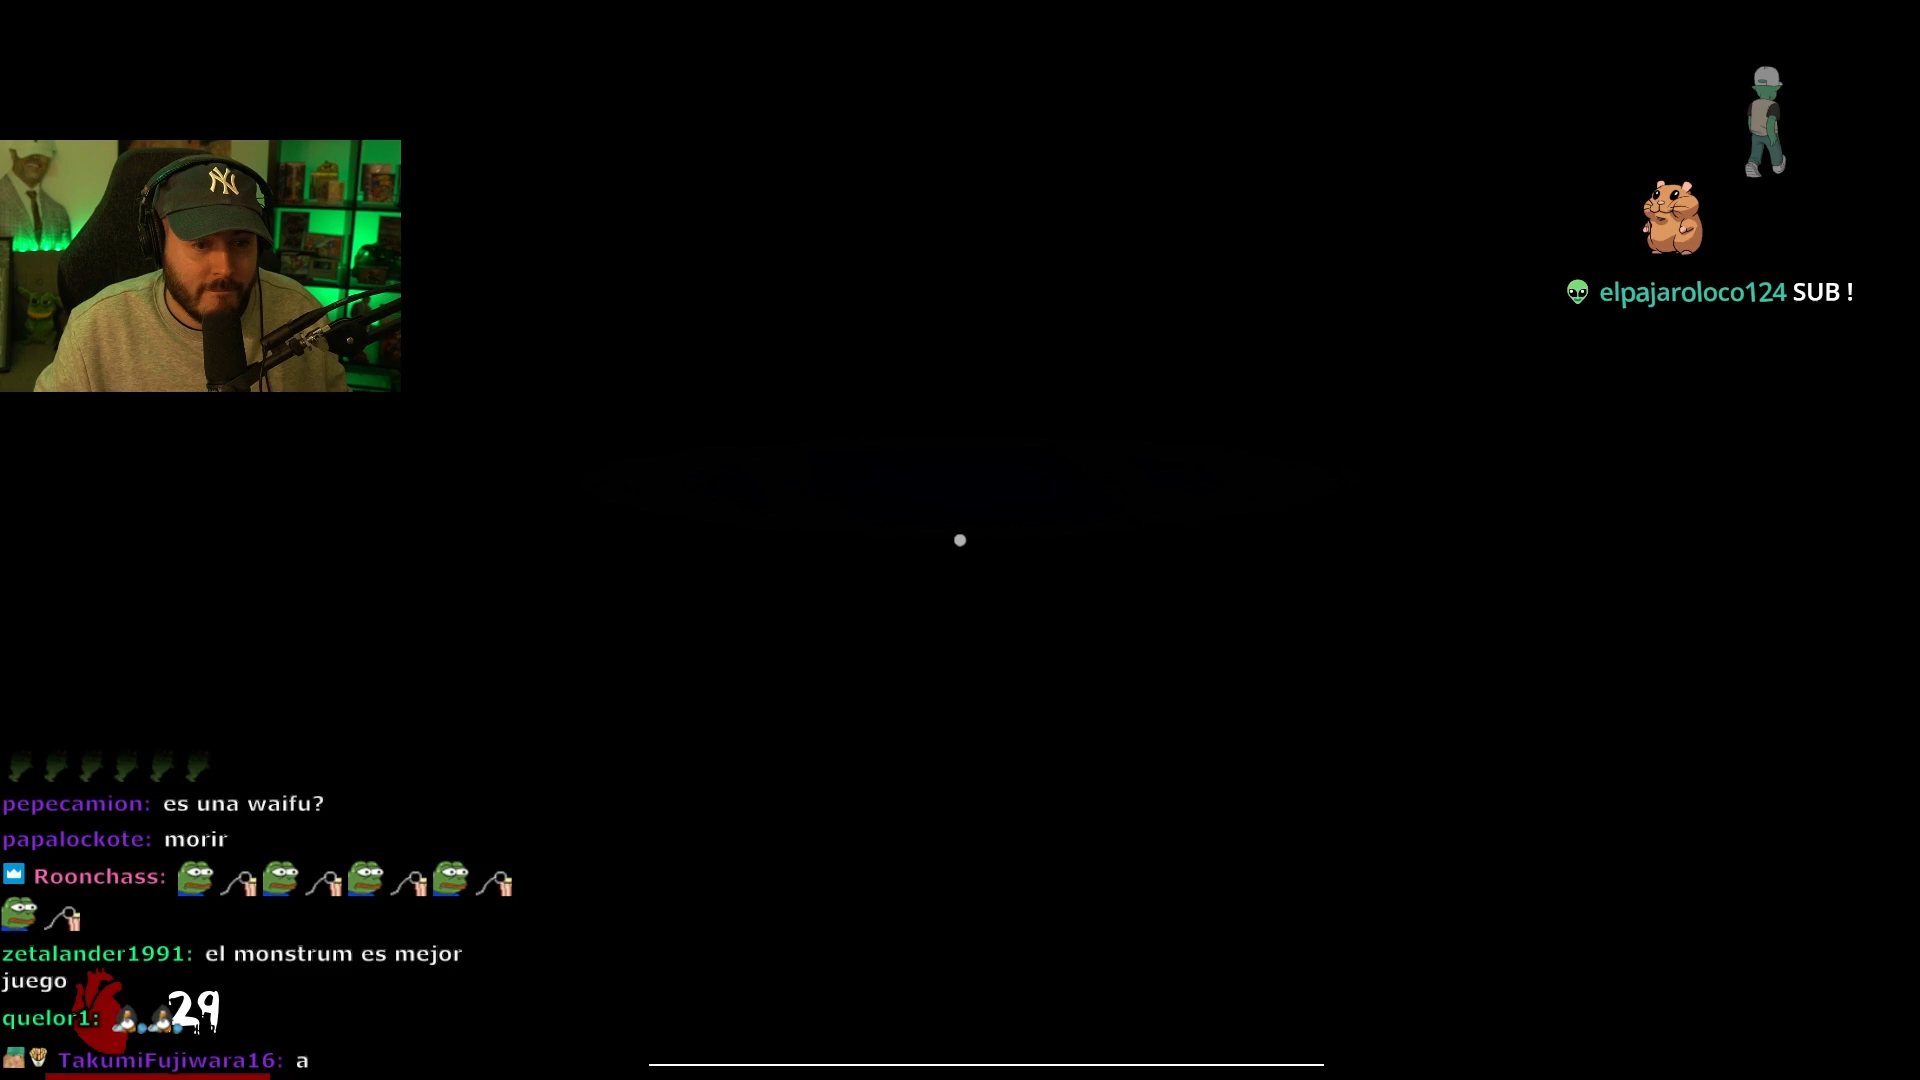 NY
elpajaroloco124 SUB !
pepecamion: es una waifu?
papalockote: morir
Roonchass:
zetalander1991: el monstrum es mejor
juego
29
quelor1:
TakumiFujiwara16: a